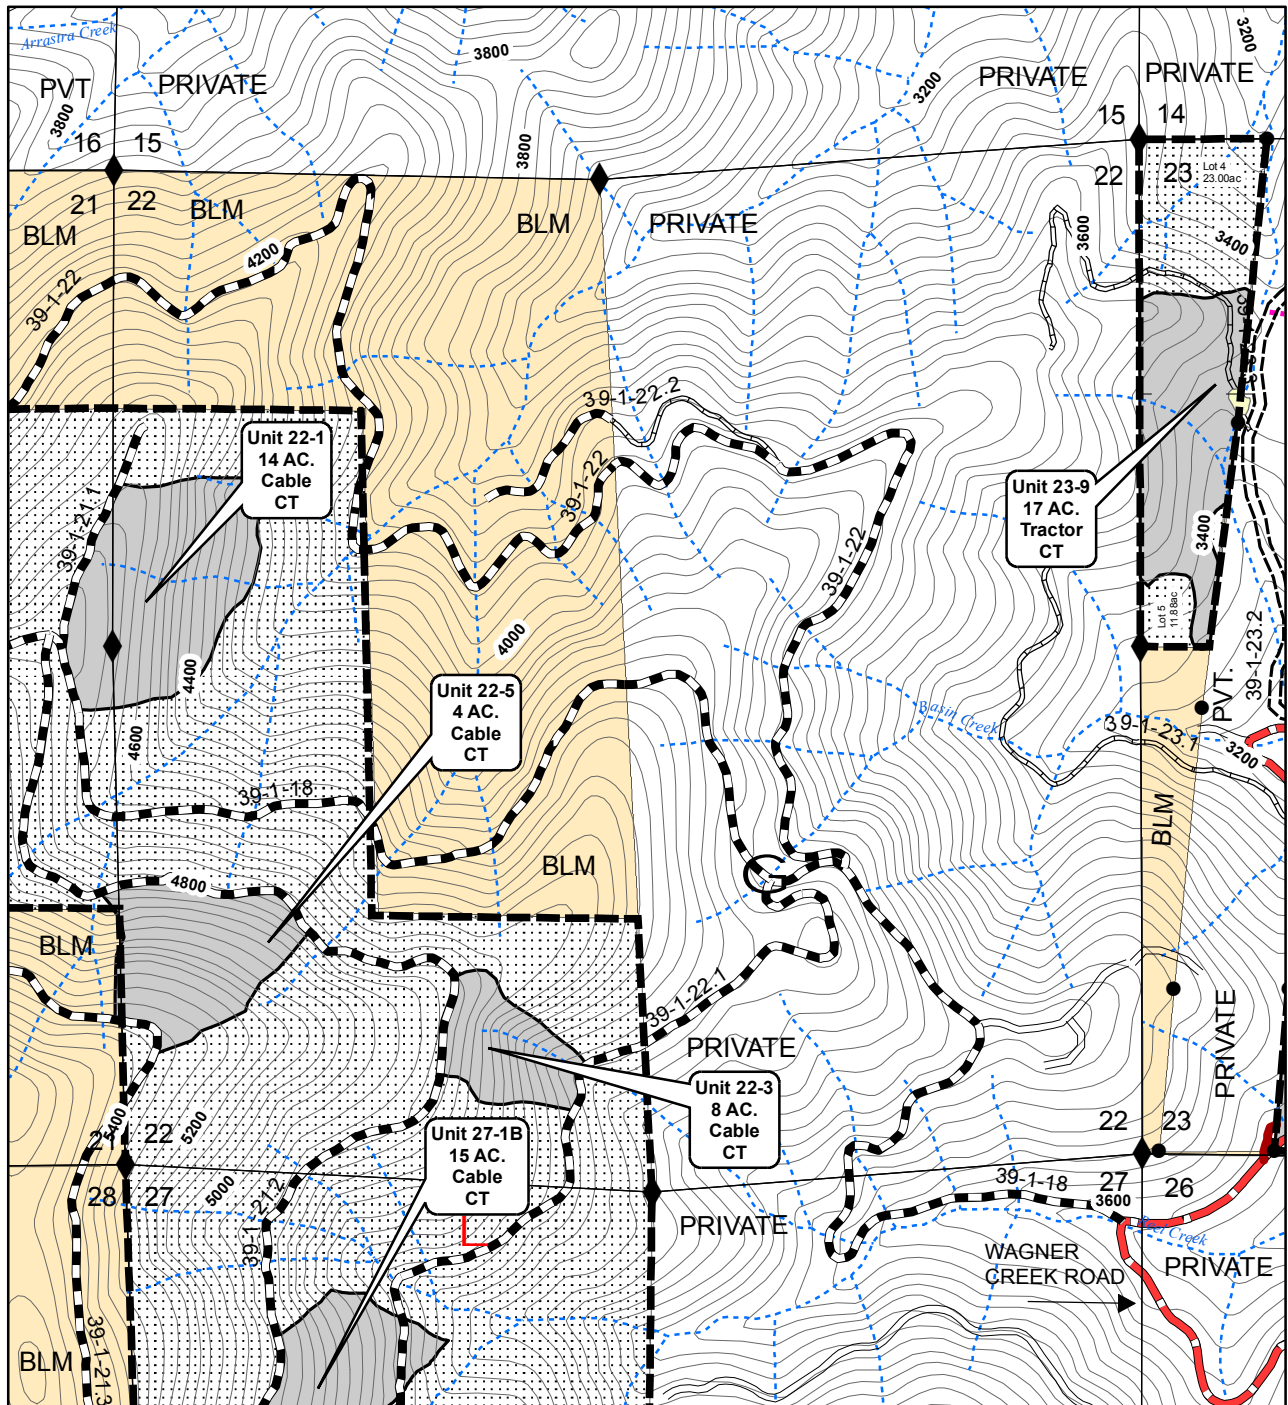 Arrastra Creek
3800
3200
3200
PVT
PRIVATE
PRIVATE
PRIVATE
3800
16
15
3800
15
14
21
22
BLM
BLM
BLM
PRIVATE
22
23
Lot 4
23.00ac
3600
3400
4200
39-1-22
39-1-22.2
Unit 22-1
14 AC.
Cable
CT
39-1-22
39-1-21.1
Unit 23-9
17 AC.
Tractor
CT
39-1-22
3400
Lot 5
11.88ac
4000
4400
4600
Unit 22-5
4 AC.
Cable
CT
Basin Creek
39-1-23.2
PVT.
39-1-23.1
3200
39-1-18
BLM
BLM
4800
BLM
39-1-22.1
PRIVATE
PRIVATE
Unit 22-3
8 AC.
Cable
CT
5400
22
5200
Unit 27-1B
15 AC.
Cable
CT
22
23
28
27
5000
39-1-21.2
39-1-18
27
26
3600
PRIVATE
WAGNER
CREEK ROAD
PRIVATE
BLM
39-1-21.3